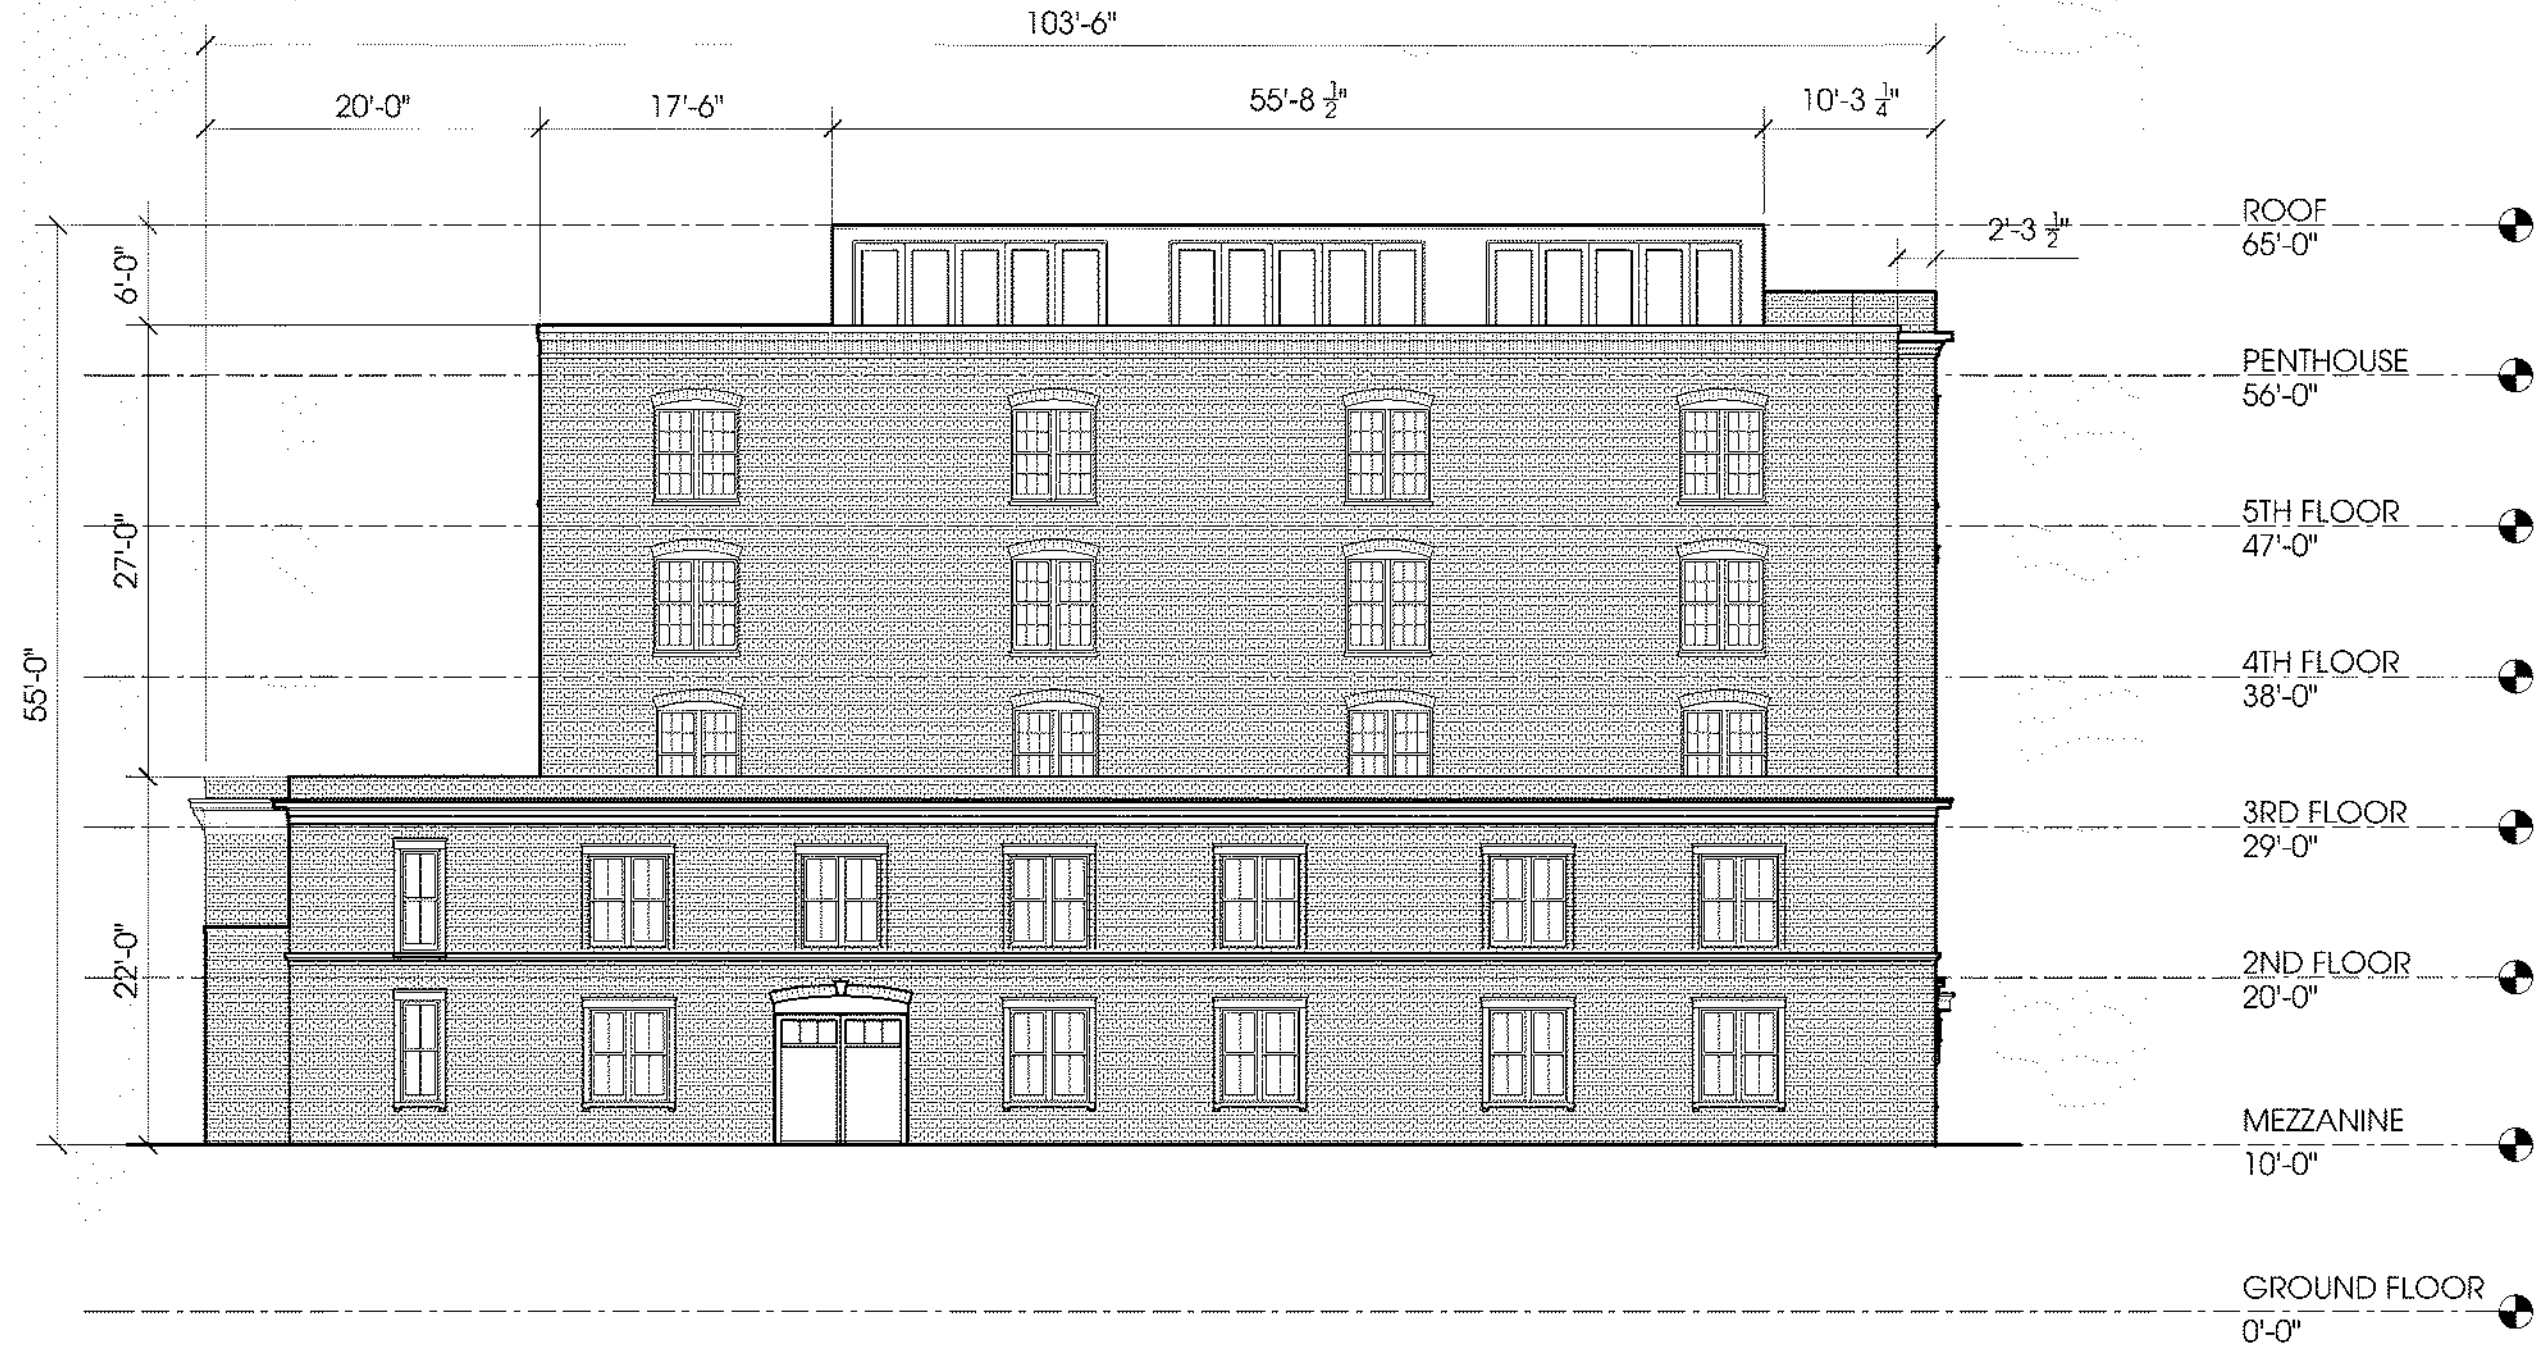 103'-6"
20'-0"
17'-6"
55'-8 1/2"
10'-3 1/4"
ROOF
65'-0"
2'-3 1/2"
6'-0"
PENTHOUSE
56'-0"
5TH FLOOR
47'-0"
27'-0"
4TH FLOOR
38'-0"
55'-0"
3RD FLOOR
29'-0"
22'-0"
2ND FLOOR
20'-0"
MEZZANINE
10'-0"
GROUND FLOOR
0'-0"